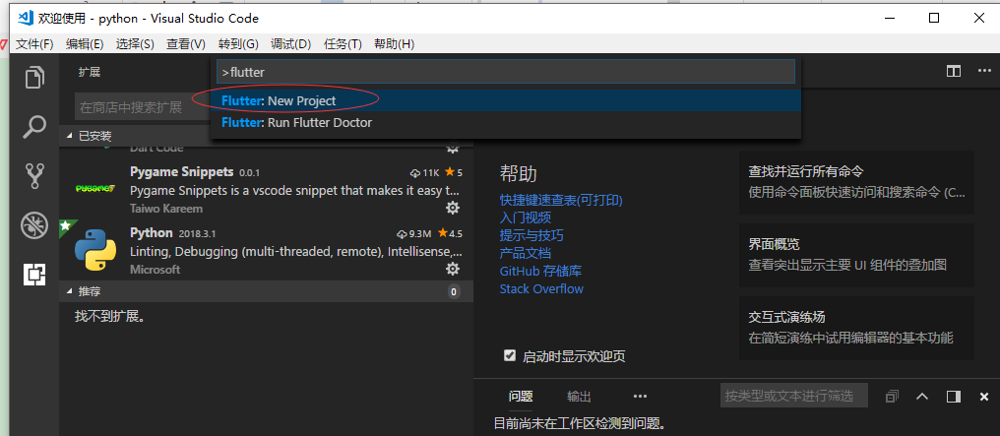 欢迎使用 - python - Visual Studio Code
文件(F) 编辑(E) 选择(S) 查看(V) 转到(G) 调试(D) 任务(T) 帮助(H)
扩展
>flutter
在商店中搜索扩展
Flutter: New Project
Flutter: Run Flutter Doctor
已安装
Dart Code
Pygame Snippets 0.0.1 11K 5
Pygame Snippets is a vscode snippet that makes it easy t...
Taiwo Kareem
PYGAME
Python 2018.3.1 9.3M 4.5
Linting, Debugging (multi-threaded, remote), Intellisense,...
Microsoft
推荐 0
找不到扩展。
帮助
快捷键速查表(可打印)
入门视频
提示与技巧
产品文档
GitHub 存储库
Stack Overflow
启动时显示欢迎页
查找并运行所有命令
使用命令面板快速访问和搜索命令 (C...
界面概览
查看突出显示主要 UI 组件的叠加图
交互式演练场
在简短演练中试用编辑器的基本功能
问题 输出 ...
按类型或文本进行筛选
目前尚未在工作区检测到问题。